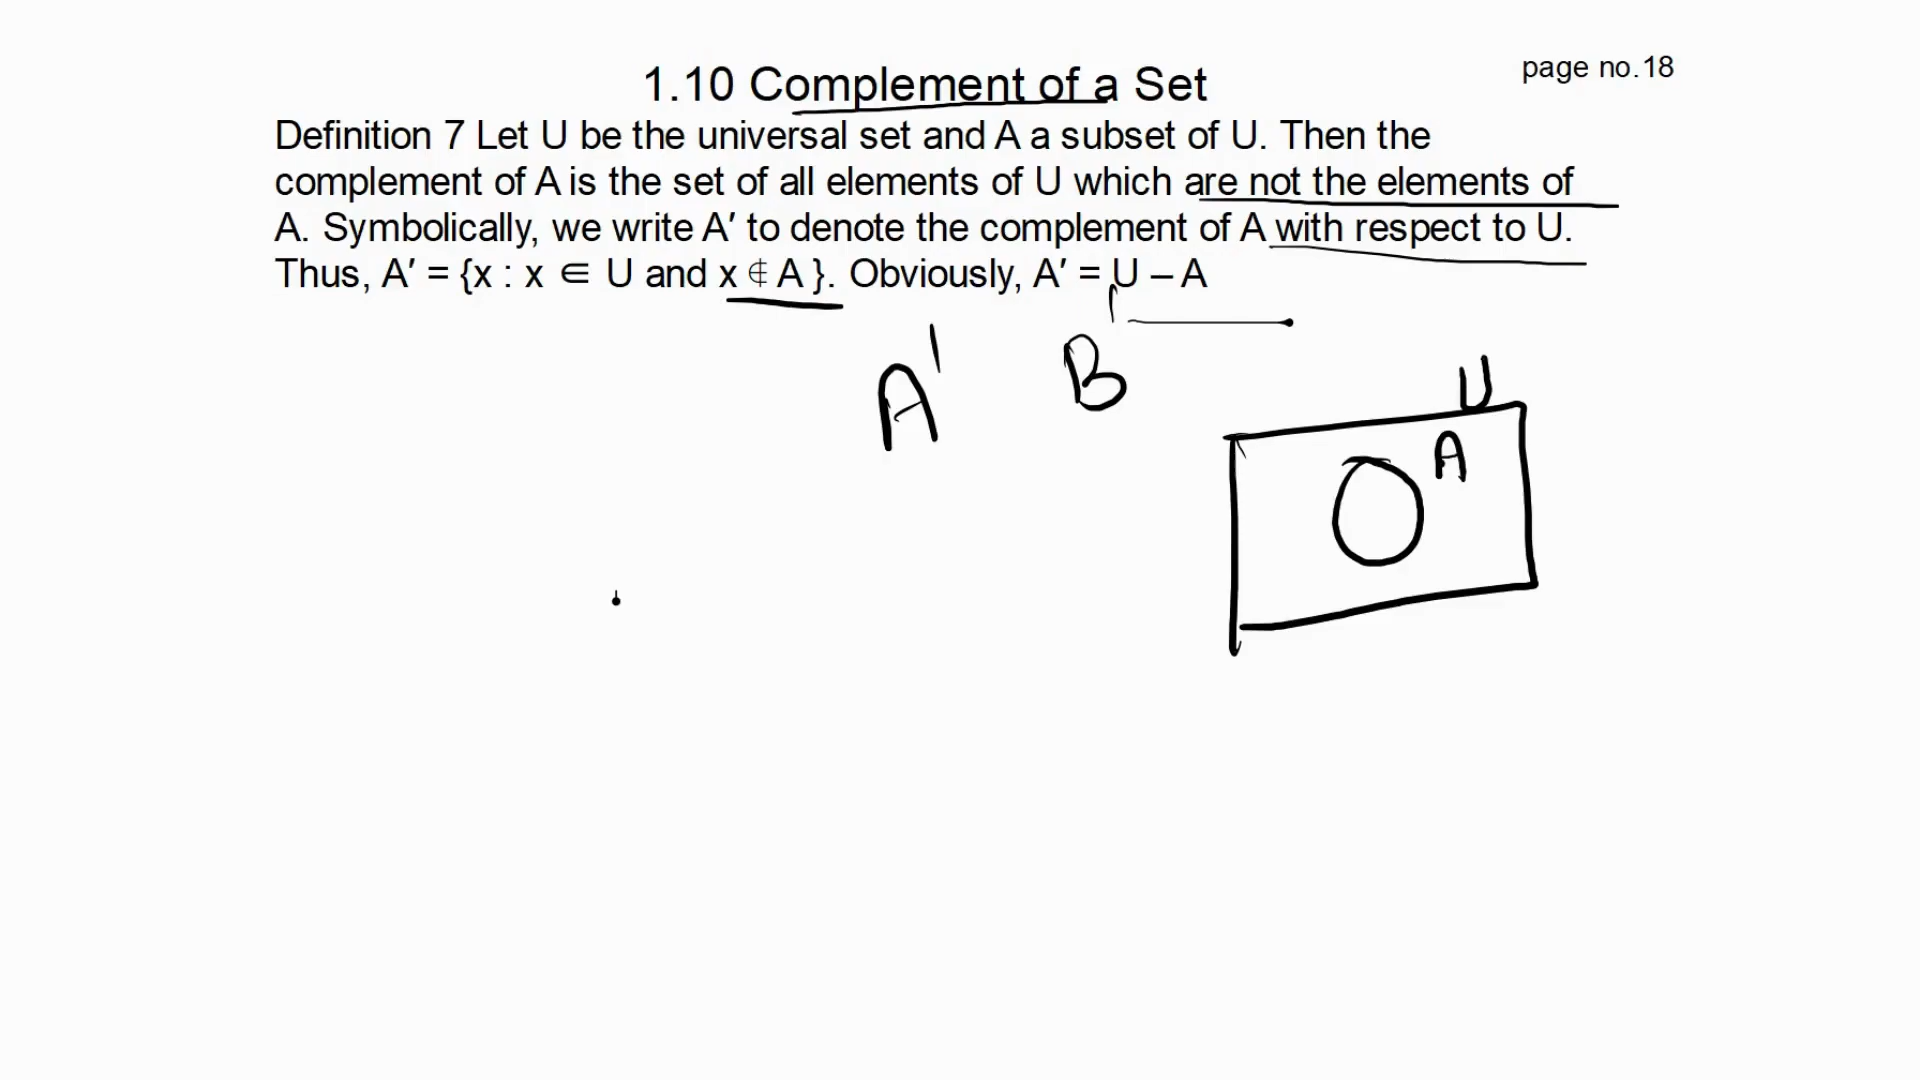 page no.18
1.10 Complement of a Set
Definition 7 Let U be the universal set and A a subset of U. Then the
complement of A is the set of all elements of U which are not the elements of
A. Symbolically, we write A′ to denote the complement of A with respect to U.
Thus, A′ = {x : x ∈ U and x ∉ A }. Obviously, A′ = U – A
A' B'
U
A